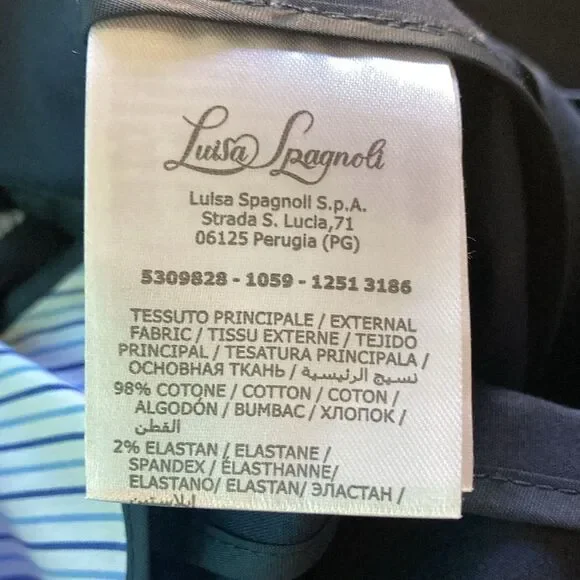 Luisa Spagnoli
Luisa Spagnoli S.p.A.
Strada S. Lucia,71
06125 Perugia (PG)
5309828 - 1059 - 1251 3186
TESSUTO PRINCIPALE / EXTERNAL
FABRIC / TISSU EXTERNE / TEJIDO
PRINCIPAL / TESATURA PRINCIPALA /
ОСНОВНАЯ ТКАНЬ / نسيج الرئيسية /
98% COTONE / COTTON / COTON /
ALGODÓN / BUMBAC / ХЛОПОК /
القطن
2% ELASTAN / ELASTANE /
SPANDEX / ÉLASTHANNE/
ELASTANO/ ELASTAN/ ЭЛАСТАН /
إيلاستين